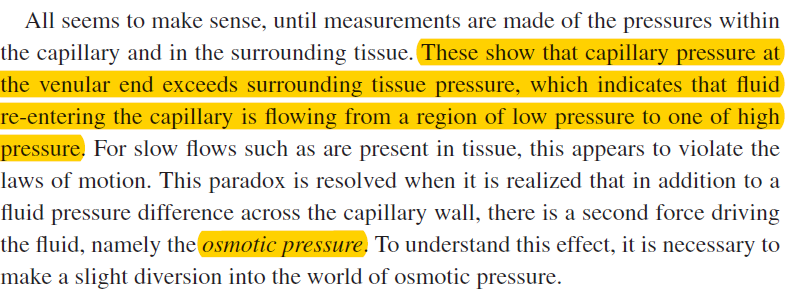 All seems to make sense, until measurements are made of the pressures within
the capillary and in the surrounding tissue. These show that capillary pressure at
the venular end exceeds surrounding tissue pressure, which indicates that fluid
re-entering the capillary is flowing from a region of low pressure to one of high
pressure. For slow flows such as are present in tissue, this appears to violate the
laws of motion. This paradox is resolved when it is realized that in addition to a
fluid pressure difference across the capillary wall, there is a second force driving
the fluid, namely the osmotic pressure. To understand this effect, it is necessary to
make a slight diversion into the world of osmotic pressure.